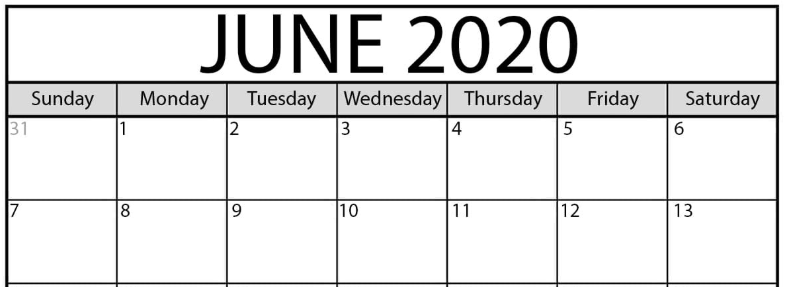 JUNE 2020
Sunday Monday Tuesday Wednesday Thursday Friday Saturday
31 1 2 3 4 5 6
7 8 9 10 11 12 13